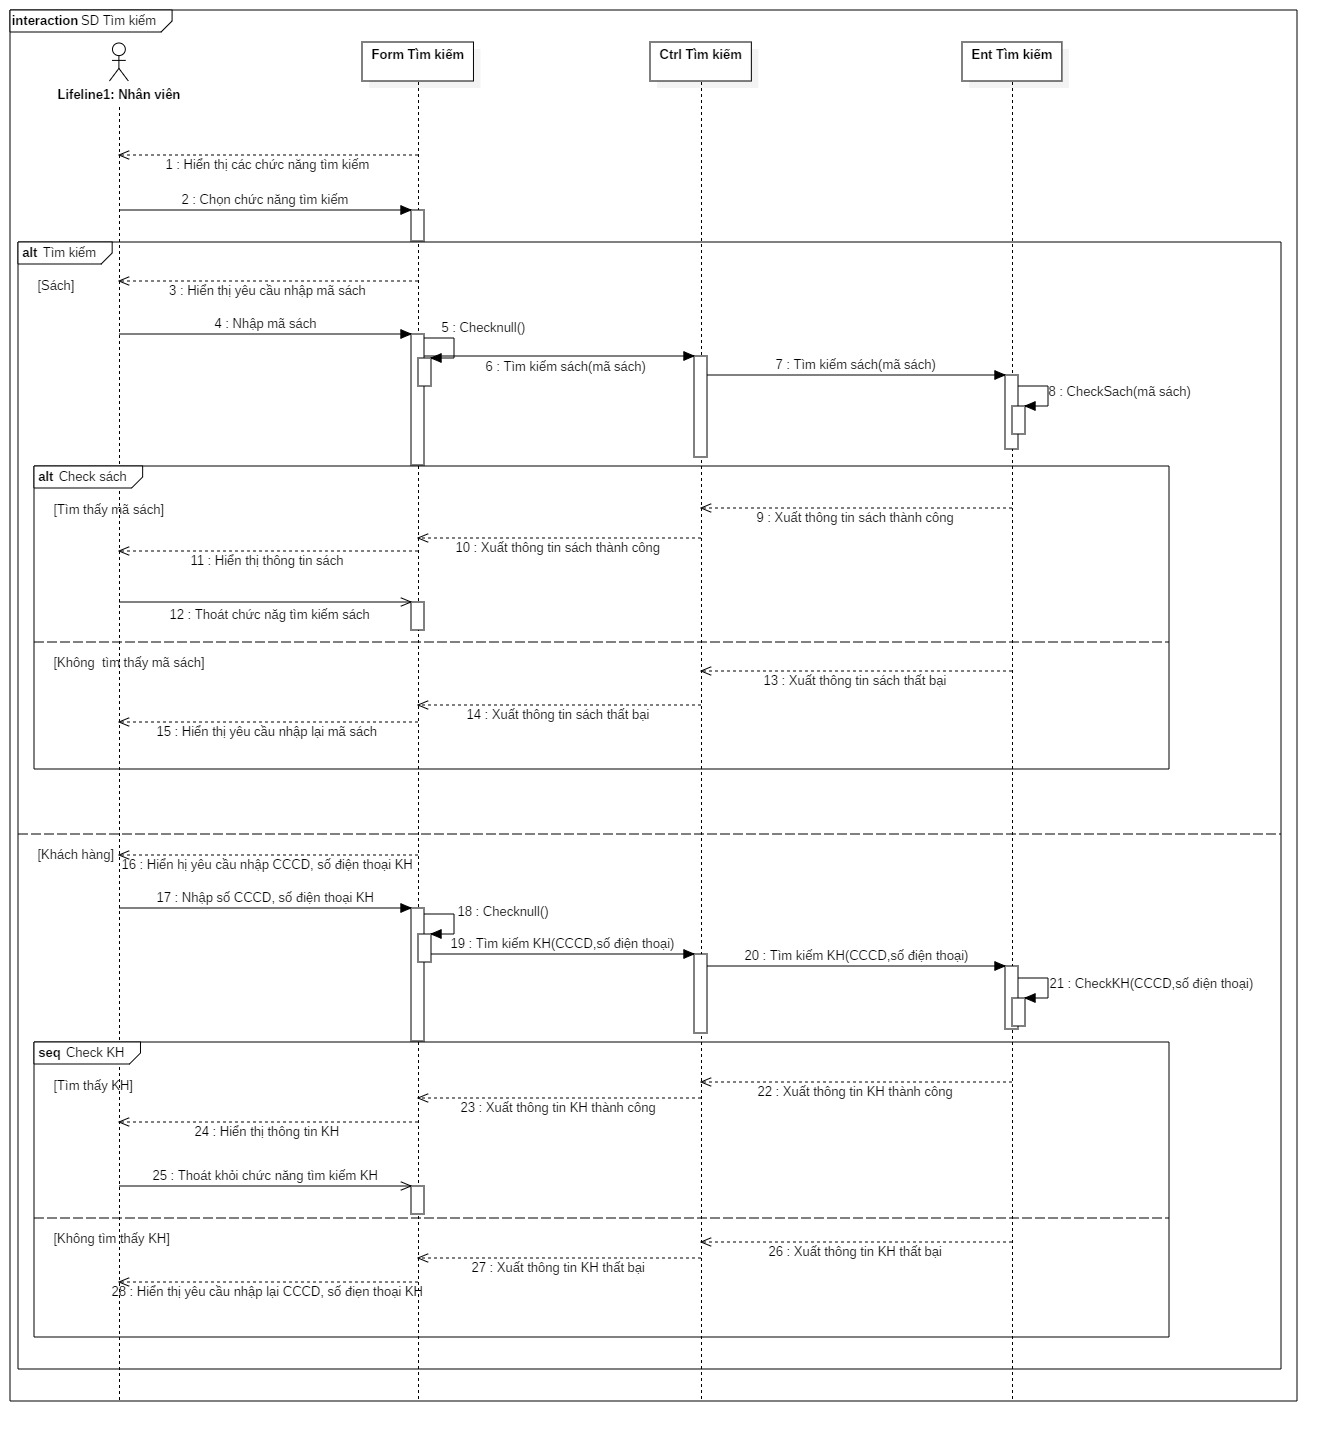 interaction SD Tìm kiếm
Lifeline1: Nhân viên
Form Tìm kiếm
Ctrl Tìm kiếm
Ent Tìm kiếm
1 : Hiển thị các chức năng tìm kiếm
2 : Chọn chức năng tìm kiếm
alt Tìm kiếm
[Sách]
3 : Hiển thị yêu cầu nhập mã sách
4 : Nhập mã sách
5 : Checknull()
6 : Tìm kiếm sách(mã sách)
7 : Tìm kiếm sách(mã sách)
8 : CheckSach(mã sách)
alt Check sách
[Tìm thấy mã sách]
9 : Xuất thông tin sách thành công
10 : Xuất thông tin sách thành công
11 : Hiển thị thông tin sách
12 : Thoát chức năg tìm kiếm sách
[Không  tìm thấy mã sách]
13 : Xuất thông tin sách thất bại
14 : Xuất thông tin sách thất bại
15 : Hiển thị yêu cầu nhập lại mã sách
[Khách hàng]
16 : Hiển hị yêu cầu nhập CCCD, số điện thoại KH
17 : Nhập số CCCD, số điện thoại KH
18 : Checknull()
19 : Tìm kiếm KH(CCCD,số điện thoại)
20 : Tìm kiếm KH(CCCD,số điện thoại)
21 : CheckKH(CCCD,số điện thoại)
seq Check KH
[Tìm thấy KH]
22 : Xuất thông tin KH thành công
23 : Xuất thông tin KH thành công
24 : Hiển thị thông tin KH
25 : Thoát khỏi chức năng tìm kiếm KH
[Không tìm thấy KH]
26 : Xuất thông tin KH thất bại
27 : Xuất thông tin KH thất bại
28 : Hiển thị yêu cầu nhập lại CCCD, số điẹn thoại KH